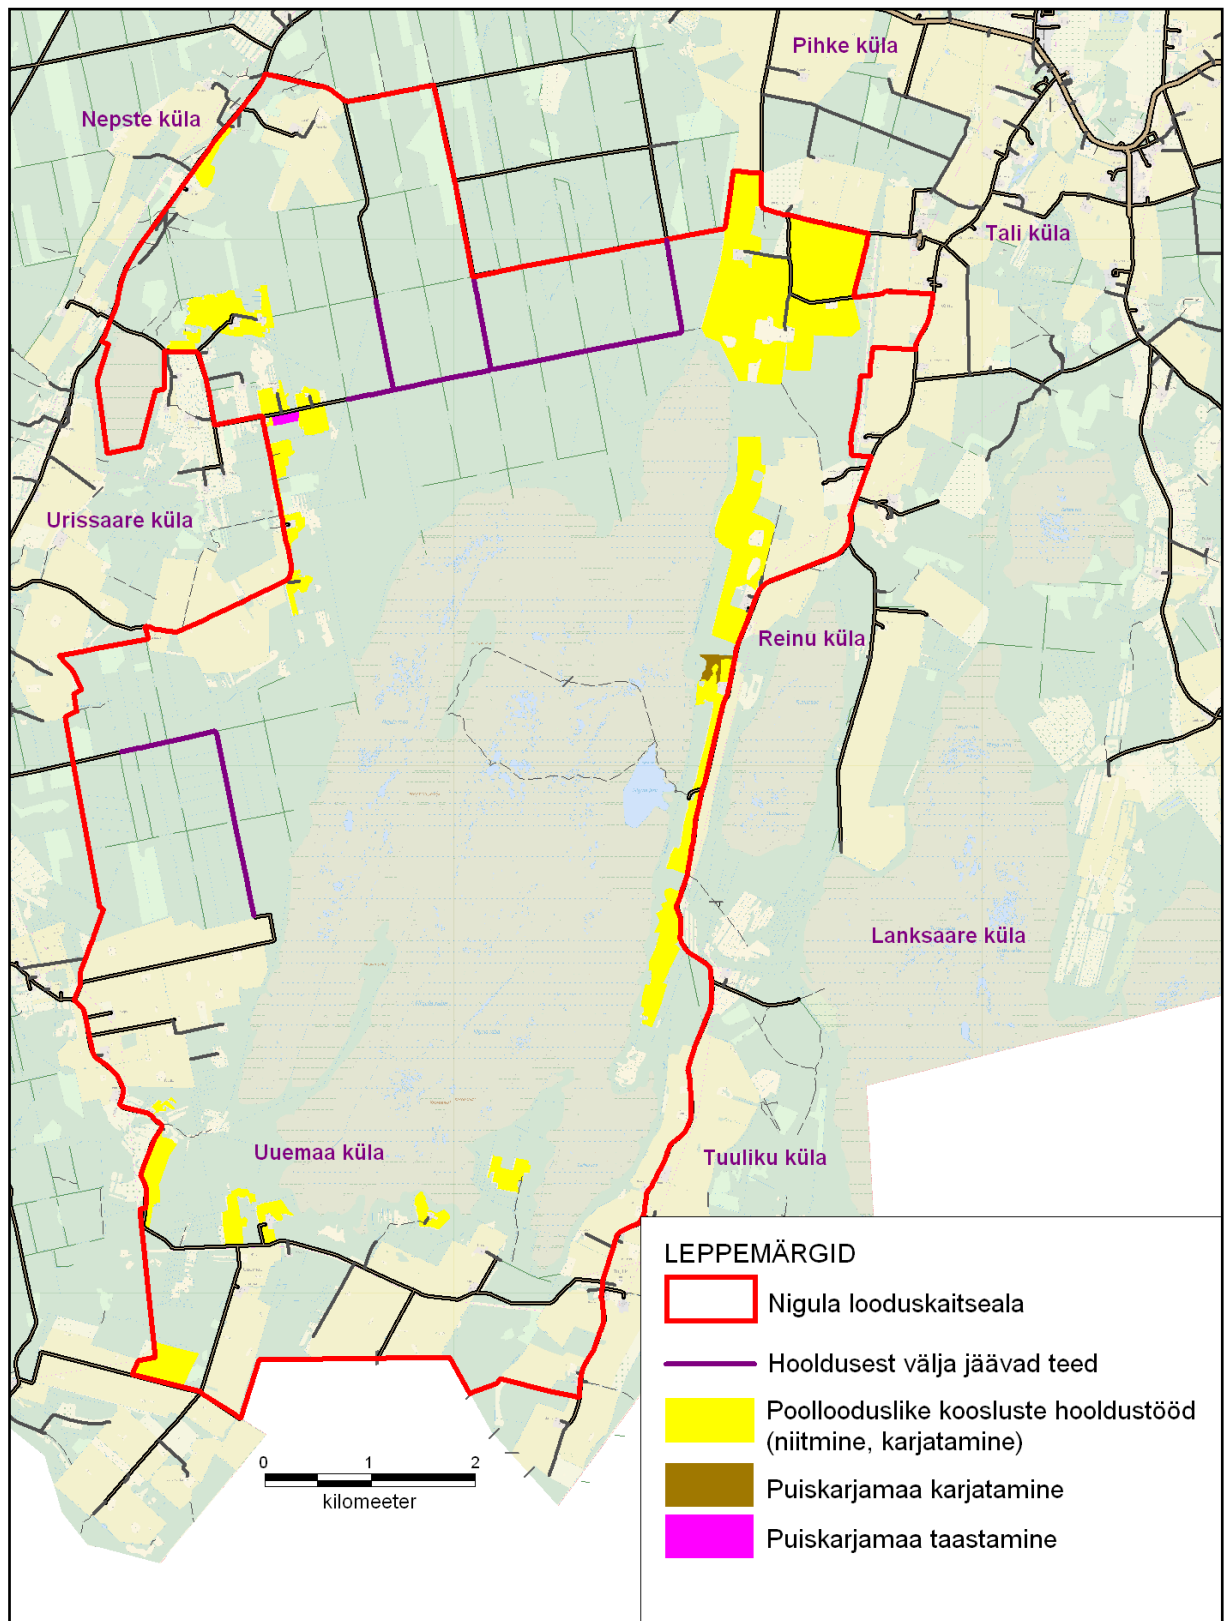 Pihke küla
Nepste küla
Tali küla
Urissaare küla
Reinu küla
Lanksaare küla
Uuemaa küla
Tuuliku küla
LEPPEMÄRGID
Nigula looduskaitseala
Hooldusest välja jäävad teed
Poollooduslike koosluste hooldustööd
(niitmine, karjatamine)
Puiskarjamaa karjatamine
Puiskarjamaa taastamine
0 1 2
kilomeeter